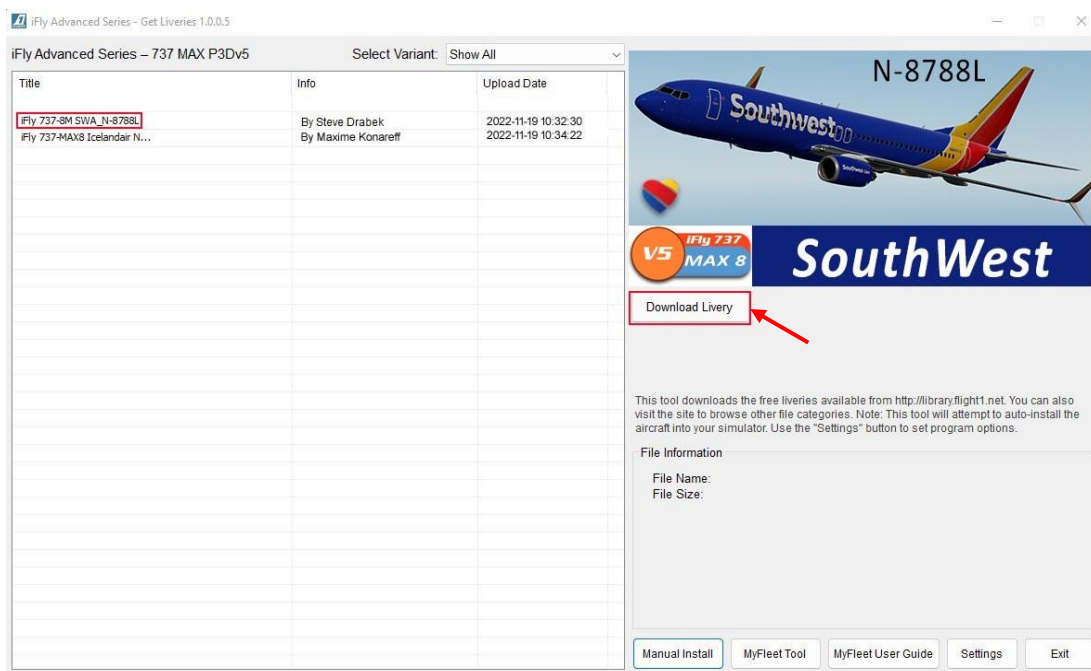 iFly Advanced Series - Get Liveries 1.0.0.5
iFly Advanced Series – 737 MAX P3Dv5
Select Variant: Show All
Title Info Upload Date
iFly 737-8M SWA_N-8788L By Steve Drabek 2022-11-19 10:32:30
iFly 737-MAX8 Icelandair N... By Maxime Konareff 2022-11-19 10:34:22
N-8788L
Southwest
V5
iFly 737
MAX 8
SouthWest
Download Livery
This tool downloads the free liveries available from http://library.flight1.net. You can also
visit the site to browse other file categories. Note: This tool will attempt to auto-install the
aircraft into your simulator. Use the "Settings" button to set program options.
File Information
File Name:
File Size:
Manual Install MyFleet Tool MyFleet User Guide Settings Exit